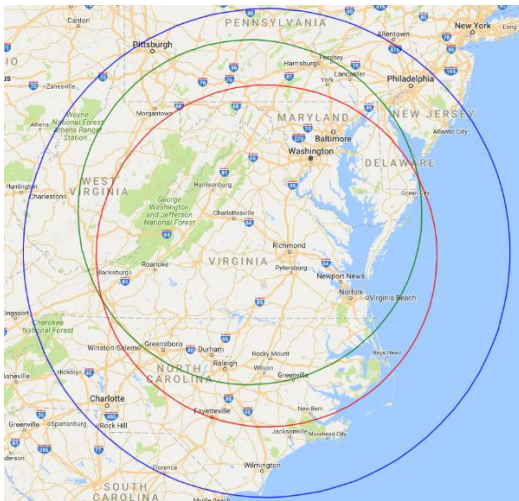 PENNSYLVANIA
New York
Canton
Allentown
Pittsburgh
Long
Harrisburg
Hershey
Zanesville
Lancaster
York
Philadelphia
Morgantown
Wayne
National Forest
Athens
Ranger Station
MARYLAND
NEW JERSEY
Baltimore
Atlantic City
Washington
DELAWARE
WEST
VIRGINIA
Harrisonburg
Ocean City
Huntington
Charleston
George
Washington
and Jefferson
National Forest
Charlottesville
Richmond
Roanoke
VIRGINIA
Petersburg
Blacksburg
Newport News
Norfolk
Virginia Beach
Kingsport
Cherokee
National Forest
Winston-Salem
Greensboro
Durham
Rocky Mount
Nags Head
Raleigh
Wilson
NORTH
CAROLINA
Greenville
Asheville
Hickory
Charlotte
Fayetteville
New Bern
Greenville
Spartanburg
Rock Hill
Jacksonville
Morehead City
Florence
Wilmington
SOUTH
CAROLINA
Myrtle Beach